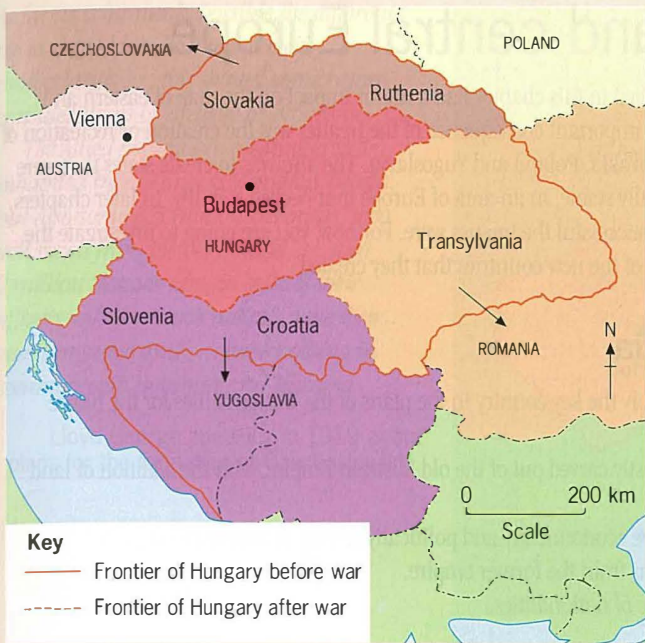 POLAND
CZECHOSLOVAKIA
Slovakia
Ruthenia
Vienna
AUSTRIA
Budapest
HUNGARY
Transylvania
Slovenia
Croatia
ROMANIA
N
YUGOSLAVIA
0 200 km
Scale
Key
Frontier of Hungary before war
Frontier of Hungary after war